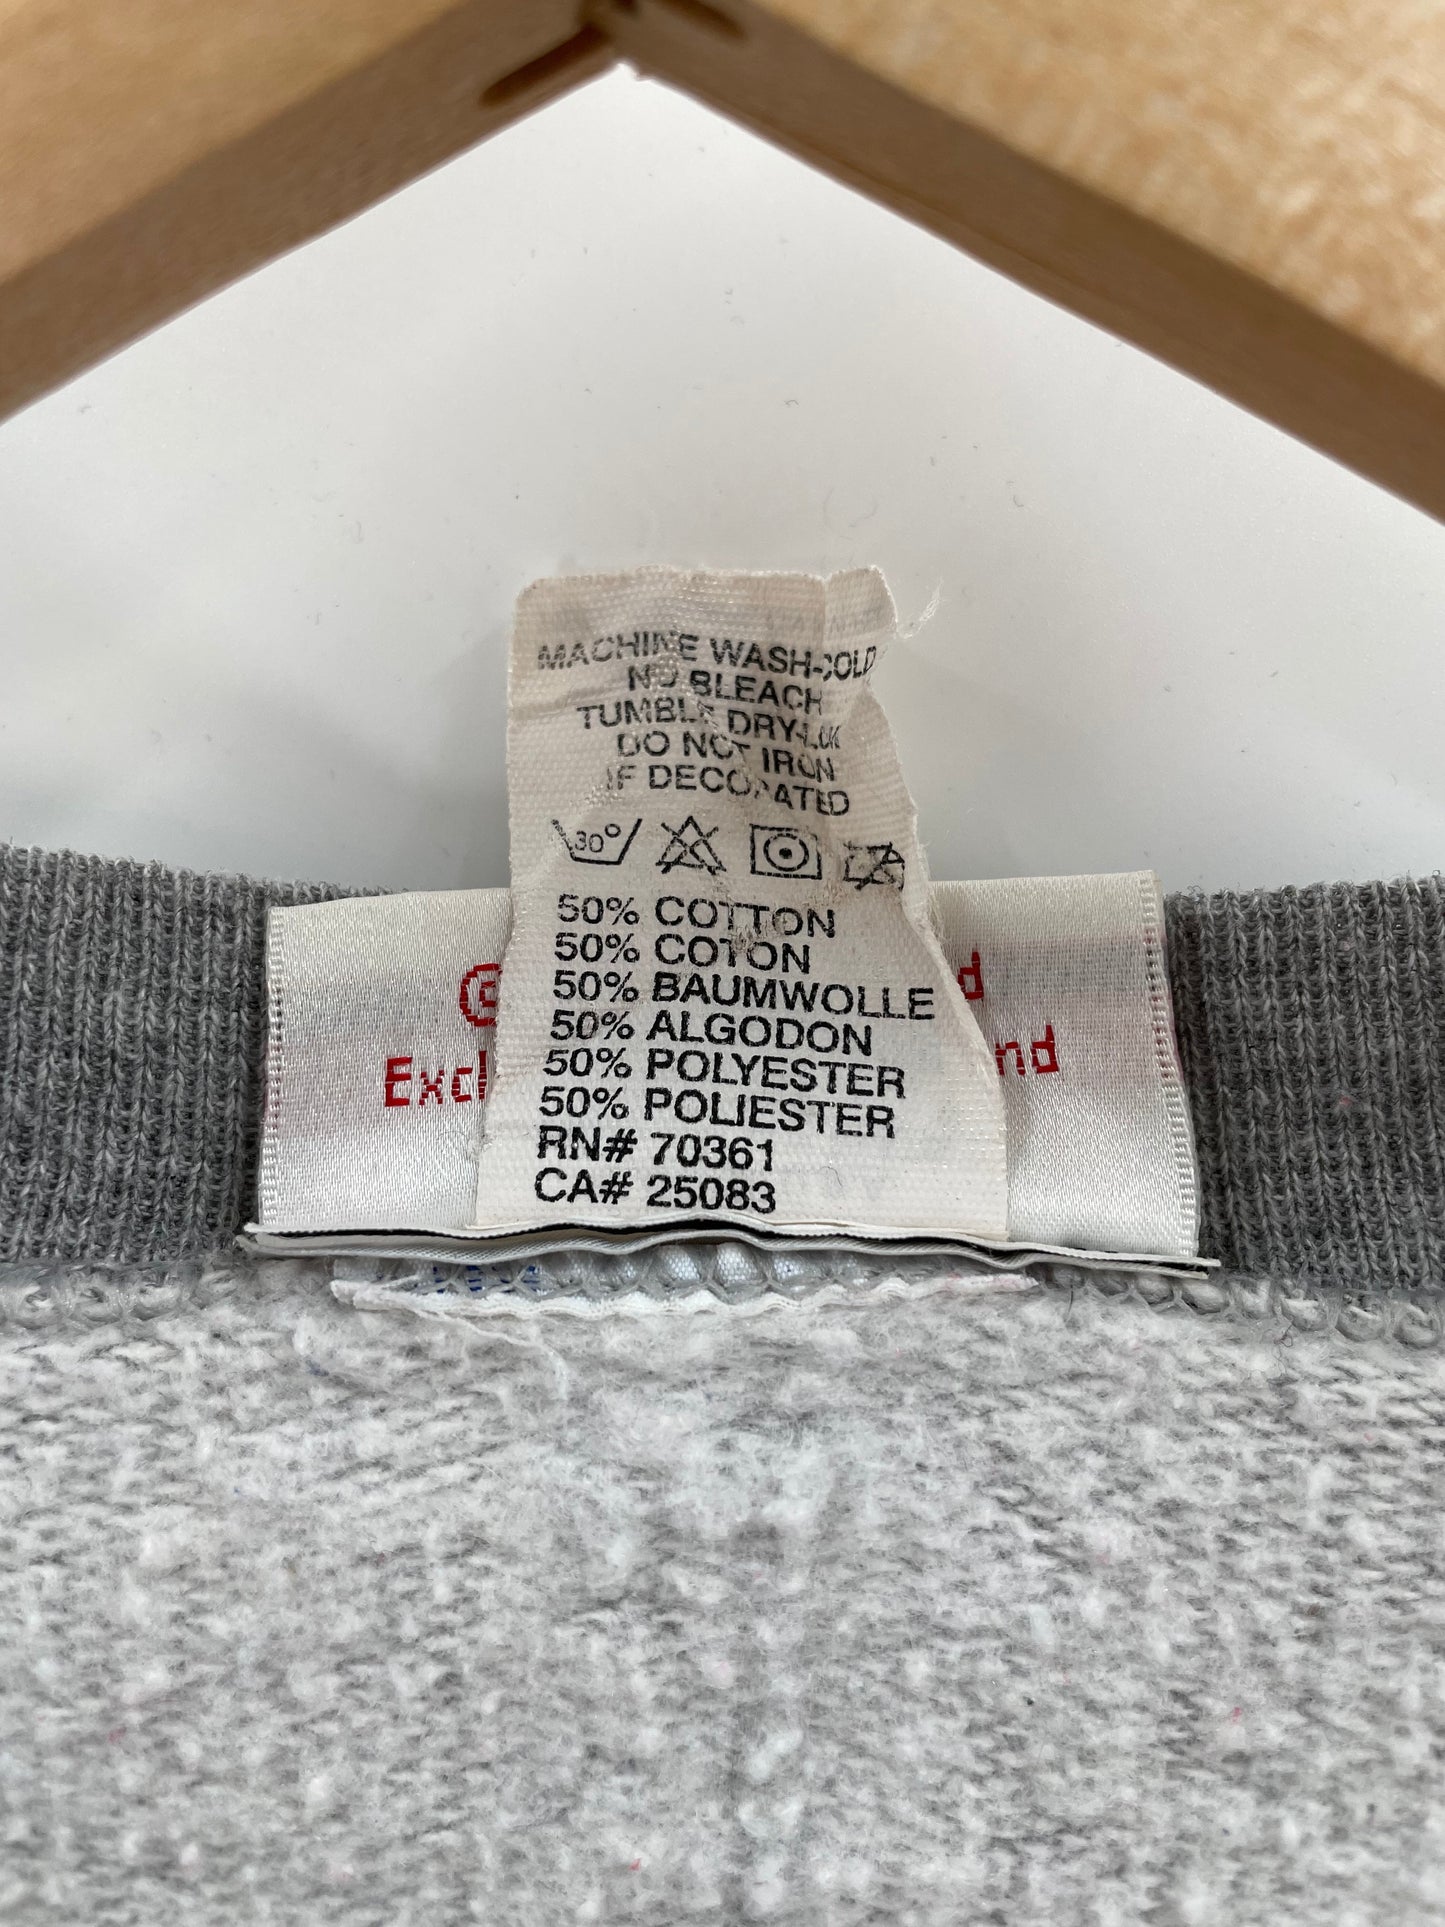 MACHINE WASH-COLD
NO BLEACH
TUMBLE DRY-LOW
DO NOT IRON
IF DECORATED
30°
50% COTTON
50% COTON
50% BAUMWOLLE
50% ALGODON
50% POLYESTER
50% POLIESTER
RN# 70361
CA# 25083